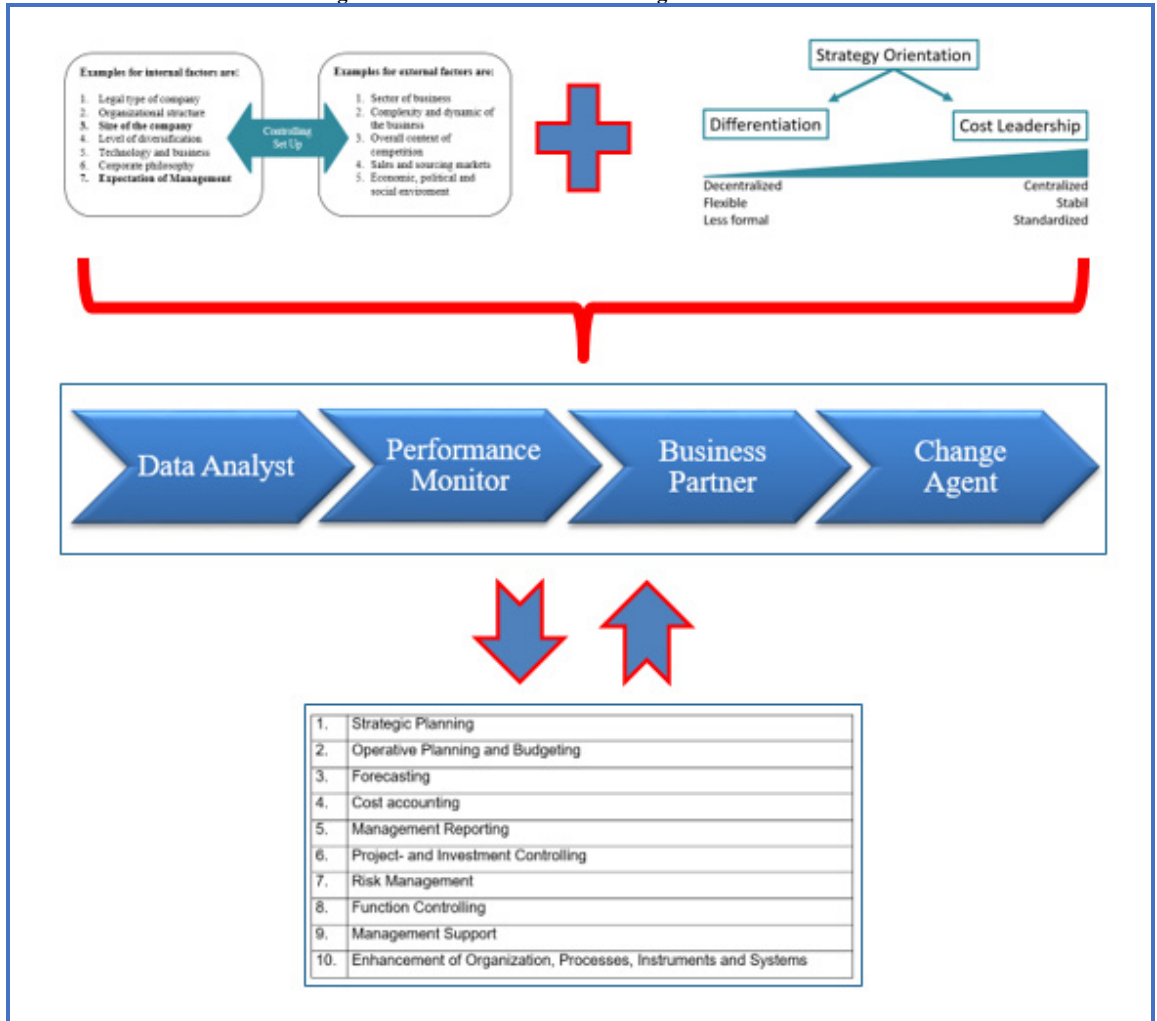 Examples for internal factors are:
1. Legal type of company
2. Organizational structure
3. Size of the company
4. Level of diversification
5. Technology and business
6. Corporate philosophy
7. Expectation of Management
Controlling
Set Up
Examples for external factors are:
1. Sector of business
2. Complexity and dynamic of
the business
3. Overall content of
competition
4. Sales and sourcing markets
5. Economic, political and
social enviroment
Strategy Orientation
Differentiation
Cost Leadership
Decentralized
Flexible
Less formal
Centralized
Stabil
Standardized
Data Analyst
Performance
Monitor
Business
Partner
Change
Agent
1. Strategic Planning
2. Operative Planning and Budgeting
3. Forecasting
4. Cost accounting
5. Management Reporting
6. Project- and Investment Controlling
7. Risk Management
8. Function Controlling
9. Management Support
10. Enhancement of Organization, Processes, Instruments and Systems